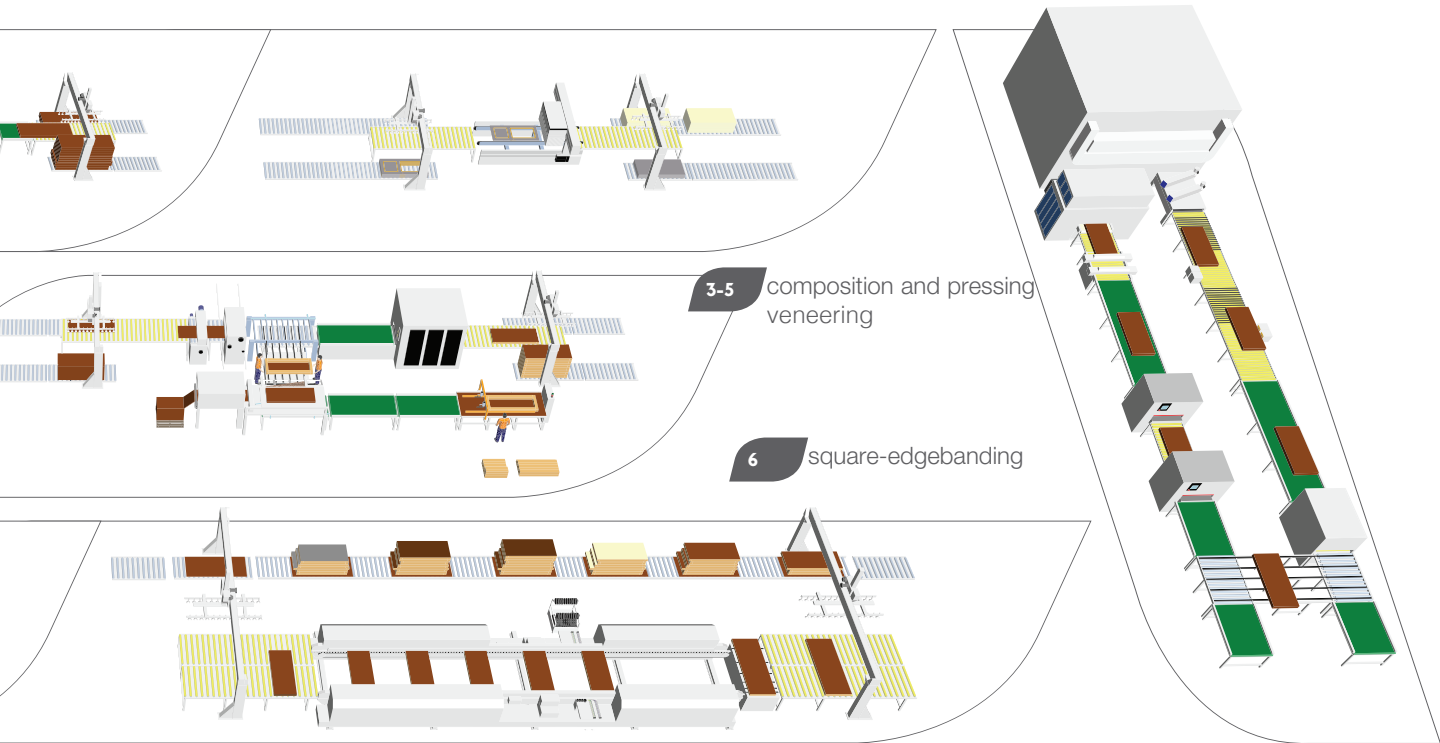 3-5
composition and pressing
veneering
6
square-edgebanding